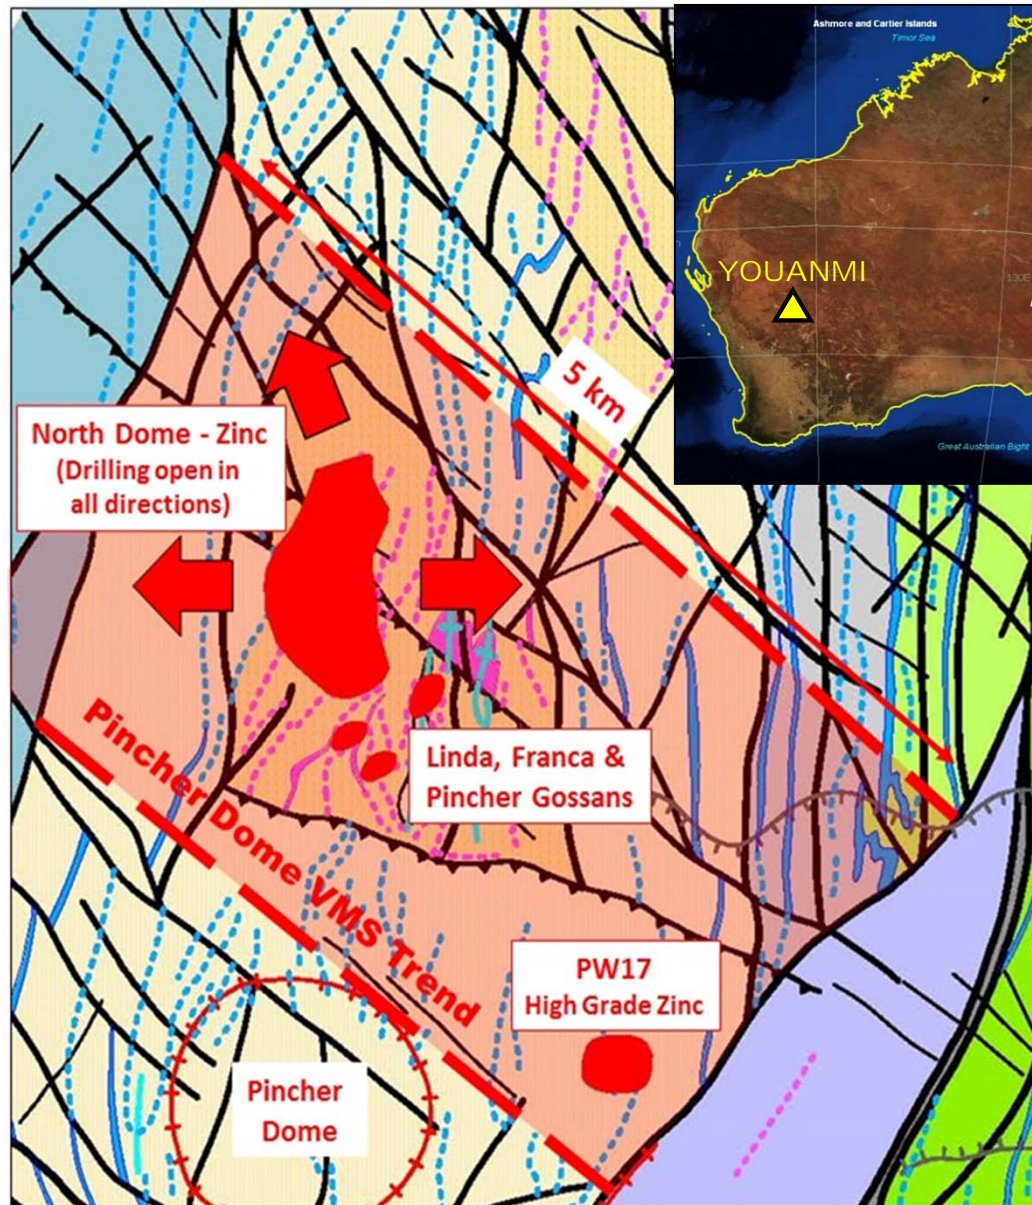 Ashmore and Cartier Islands
Timor Sea
YOUANMI
130E
Great Australian Bight
5 km
North Dome - Zinc
(Drilling open in
all directions)
Linda, Franca &
Pincher Gossans
Pincher Dome VMS Trend
PW17
High Grade Zinc
Pincher
Dome